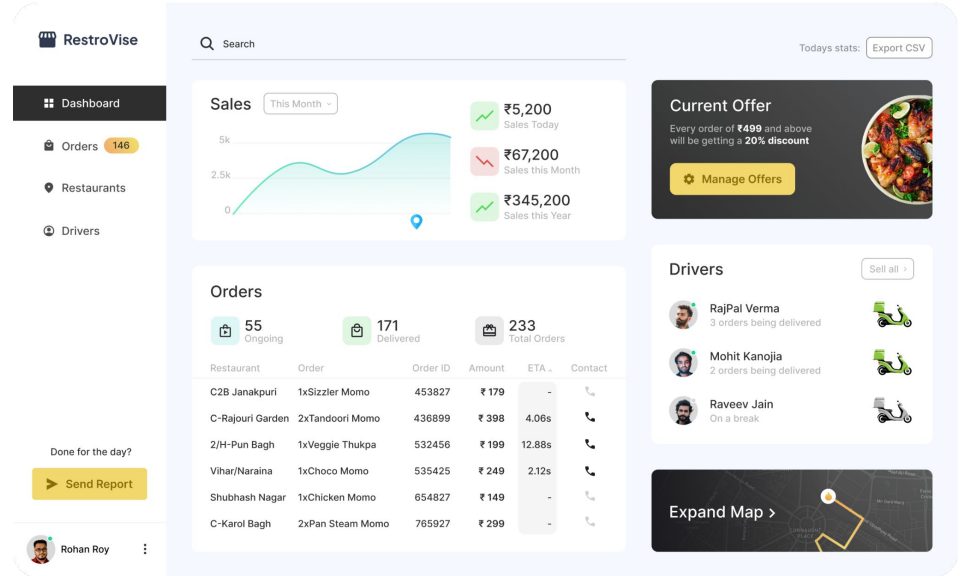 RestroVise
Search
Todays stats:
Export CSV
Dashboard
Orders 146
Restaurants
Drivers
Done for the day?
Send Report
Rohan Roy
Sales
This Month
5k
2.5k
0
₹5,200
Sales Today
₹67,200
Sales this Month
₹345,200
Sales this Year
Current Offer
Every order of ₹499 and above
will be getting a 20% discount
Manage Offers
Orders
55
Ongoing
171
Delivered
233
Total Orders
Restaurant Order Order ID Amount ETA Contact
C2B Janakpuri 1xSizzler Momo 453827 ₹ 179 -
C-Rajouri Garden 2xTandoori Momo 436899 ₹ 398 4.06s
2/H-Pun Bagh 1xVeggie Thukpa 532456 ₹ 199 12.88s
Vihar/Naraina 1xChoco Momo 535425 ₹ 249 2.12s
Shubhash Nagar 1xChicken Momo 654827 ₹ 149 -
C-Karol Bagh 2xPan Steam Momo 765927 ₹ 299 -
Drivers
Sell all ›
RajPal Verma
3 orders being delivered
Mohit Kanojia
2 orders being delivered
Raveev Jain
On a break
Expand Map ›
PLACE